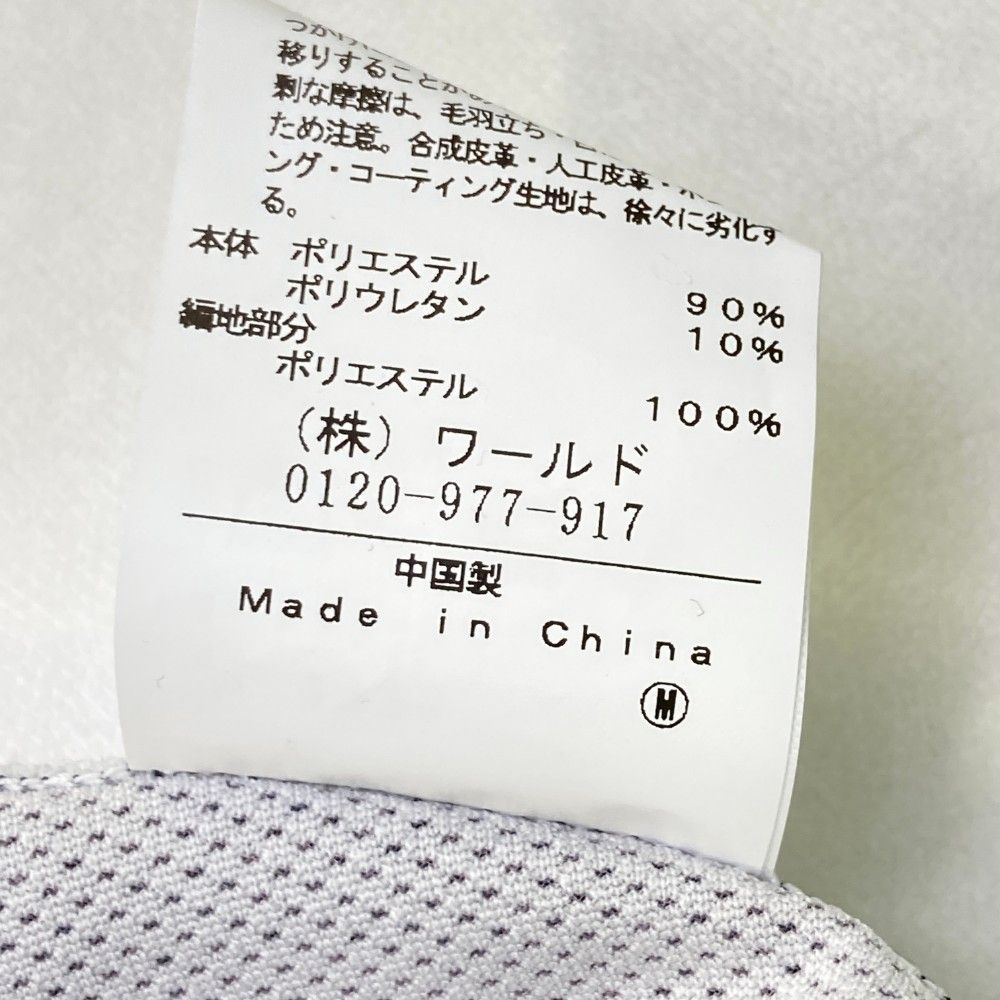 移りすることがあ
剰な摩擦は、毛羽立ち・
ため注意。合成皮革・人工皮革・
ング・コーティング生地は、徐々に劣化す
る。
本体 ポリエステル 90%
ポリウレタン 10%
編地部分
ポリエステル 100%
（株）ワールド
0120-977-917
中国製
Made in China
M